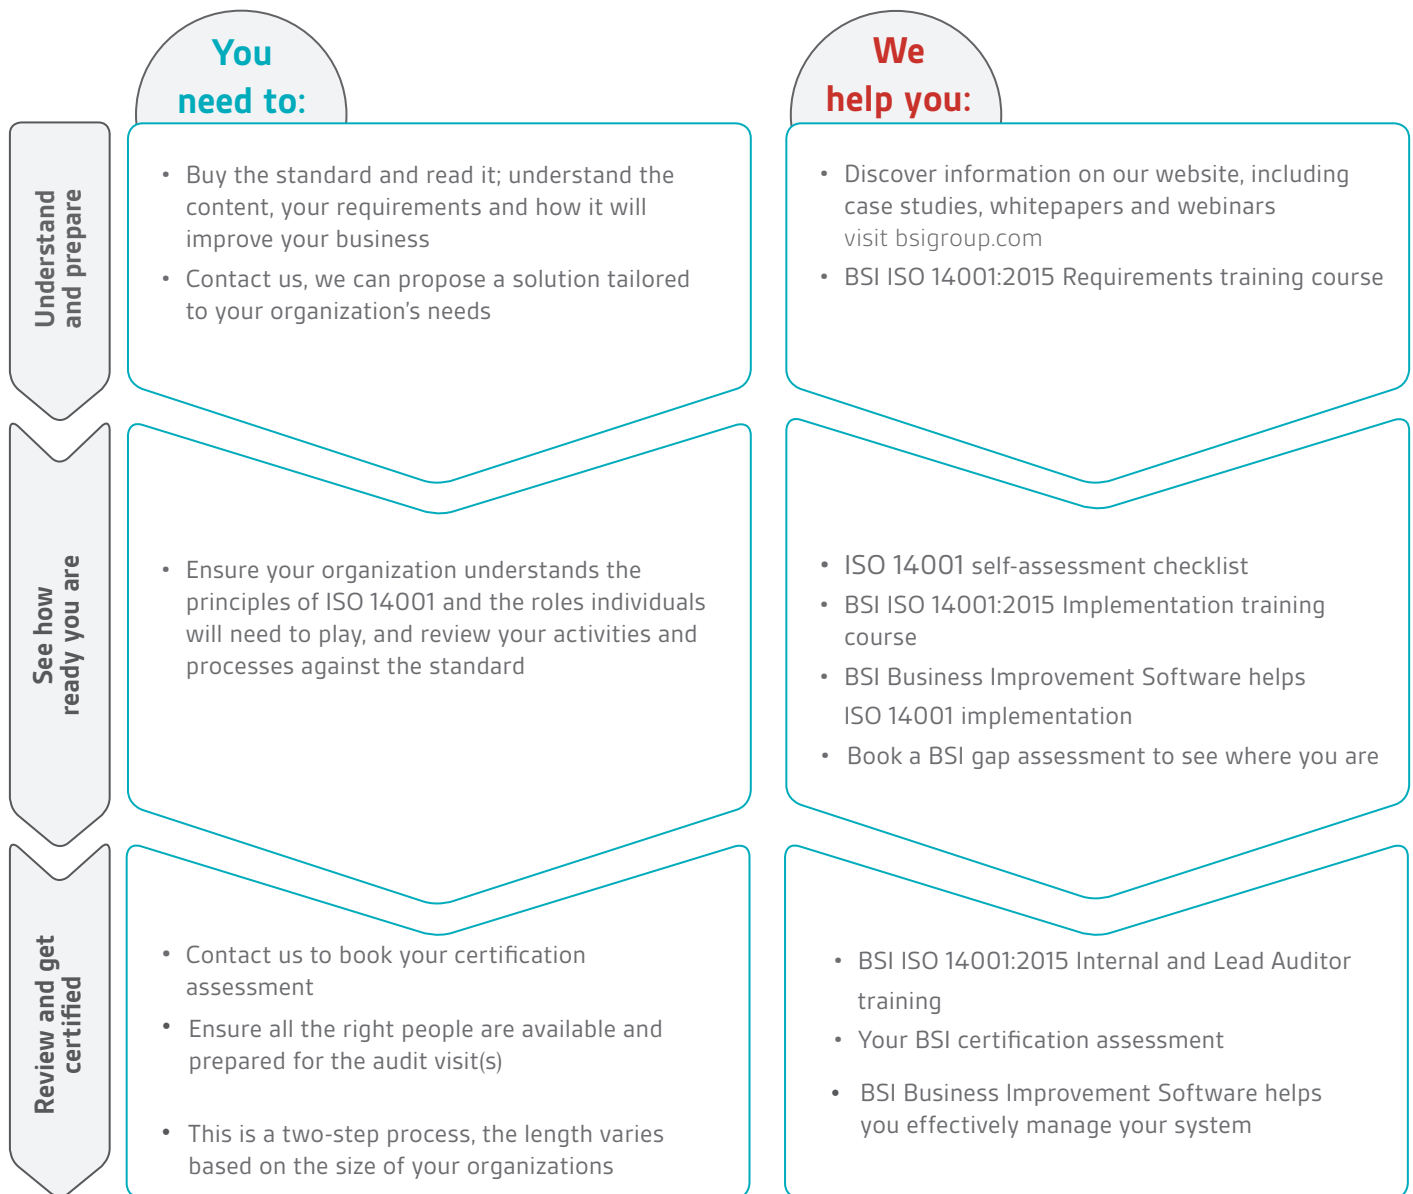 You
need to:
We
help you:
Understand
and prepare
• Buy the standard and read it; understand the
content, your requirements and how it will
improve your business
• Contact us, we can propose a solution tailored
to your organization's needs
• Discover information on our website, including
case studies, whitepapers and webinars
visit bsigroup.com
• BSI ISO 14001:2015 Requirements training course
See how
ready you are
• Ensure your organization understands the
principles of ISO 14001 and the roles individuals
will need to play, and review your activities and
processes against the standard
• ISO 14001 self-assessment checklist
• BSI ISO 14001:2015 Implementation training
course
• BSI Business Improvement Software helps
ISO 14001 implementation
• Book a BSI gap assessment to see where you are
Review and get
certified
• Contact us to book your certification
assessment
• Ensure all the right people are available and
prepared for the audit visit(s)
• This is a two-step process, the length varies
based on the size of your organizations
• BSI ISO 14001:2015 Internal and Lead Auditor
training
• Your BSI certification assessment
• BSI Business Improvement Software helps
you effectively manage your system